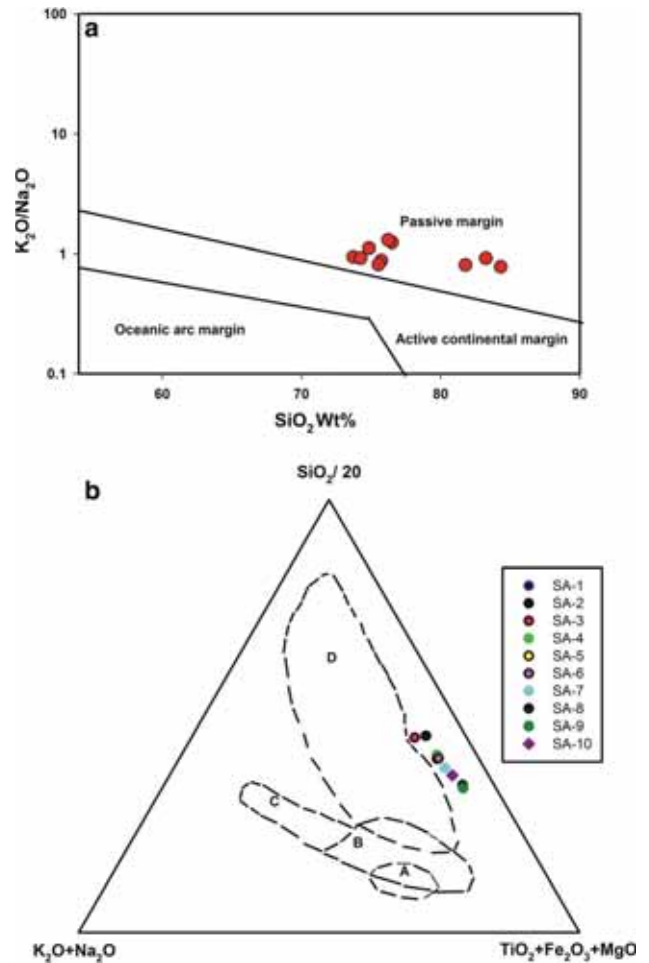 a
100
10
1
0.1
K₂O/Na₂O
Passive margin
Oceanic arc margin
Active continental margin
60 70 80 90
SiO₂ Wt%
b
SiO₂/ 20
D
C
B
A
SA-1
SA-2
SA-3
SA-4
SA-5
SA-6
SA-7
SA-8
SA-9
SA-10
K₂O+Na₂O
TiO₂+Fe₂O₃+MgO